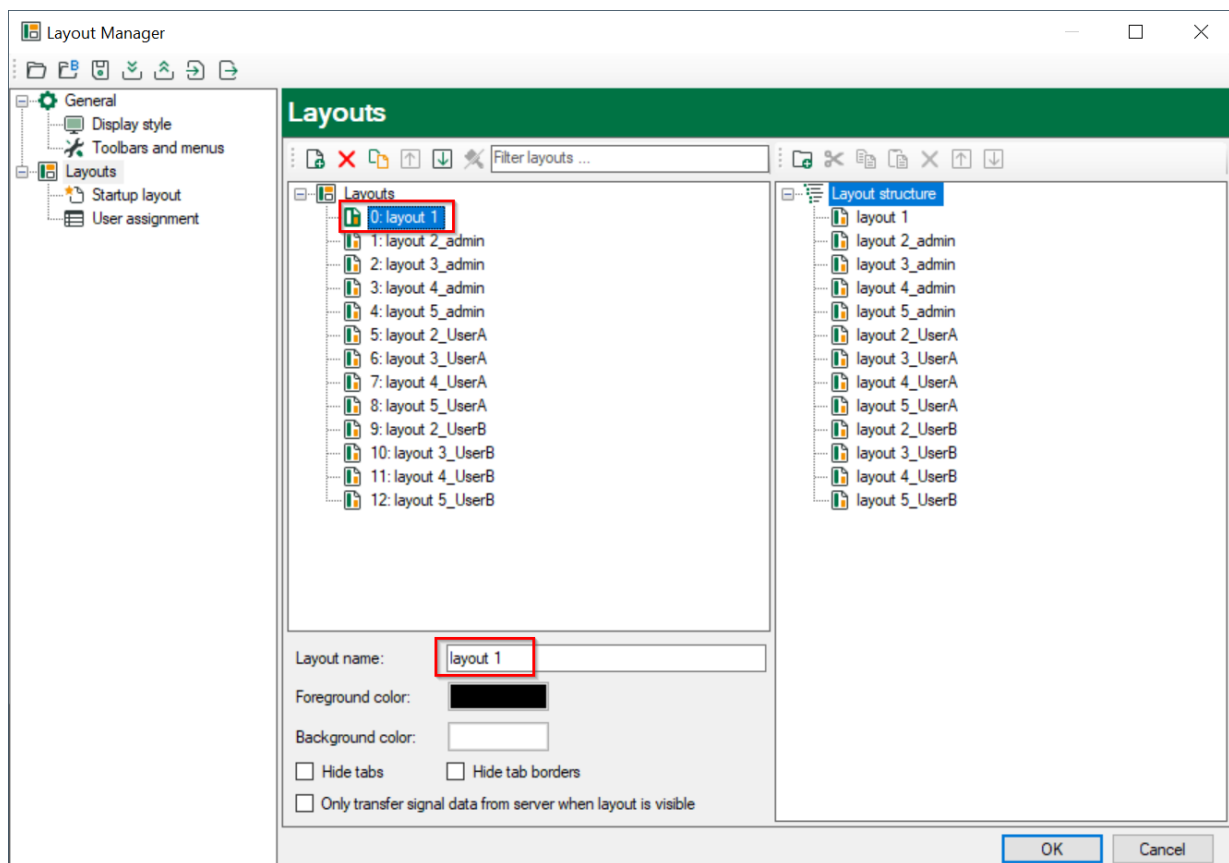 Layout Manager
General
Display style
Toolbars and menus
Layouts
Startup layout
User assignment
Layouts
Filter layouts ...
Layouts
0: layout 1
1: layout 2_admin
2: layout 3_admin
3: layout 4_admin
4: layout 5_admin
5: layout 2_UserA
6: layout 3_UserA
7: layout 4_UserA
8: layout 5_UserA
9: layout 2_UserB
10: layout 3_UserB
11: layout 4_UserB
12: layout 5_UserB
Layout name: layout 1
Foreground color:
Background color:
Hide tabs Hide tab borders
Only transfer signal data from server when layout is visible
Layout structure
layout 1
layout 2_admin
layout 3_admin
layout 4_admin
layout 5_admin
layout 2_UserA
layout 3_UserA
layout 4_UserA
layout 5_UserA
layout 2_UserB
layout 3_UserB
layout 4_UserB
layout 5_UserB
OK Cancel